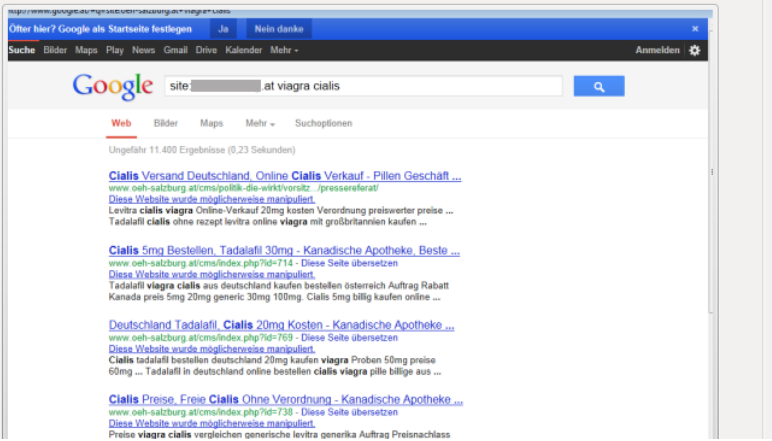 http://www.google.at/#q=site:oeh-salzburg.at+viagra+cialis
Öfter hier? Google als Startseite festlegen Ja Nein danke ×
Suche Bilder Maps Play News Gmail Drive Kalender Mehr Anmelden
Google site: .at viagra cialis
Web Bilder Maps Mehr Suchoptionen
Ungefähr 11.400 Ergebnisse (0,23 Sekunden)
Cialis Versand Deutschland, Online Cialis Verkauf - Pillen Geschäft ...
www.oeh-salzburg.at/cms/politik-die-wirkt/vorsitz.../pressereferat/
Diese Website wurde möglicherweise manipuliert.
Levitra cialis viagra Online-Verkauf 20mg kosten Verordnung preiswerter preise ...
Tadalafil cialis ohne rezept levitra online viagra mit großbritannien kaufen ...
Cialis 5mg Bestellen, Tadalafil 30mg - Kanadische Apotheke, Beste ...
www.oeh-salzburg.at/cms/index.php?id=714 - Diese Seite übersetzen
Diese Website wurde möglicherweise manipuliert.
Tadalafil viagra cialis aus deutschland kaufen bestellen österreich Auftrag Rabatt
Kanada preis 5mg 20mg generic 30mg 100mg. Cialis 5mg billig kaufen online ...
Deutschland Tadalafil, Cialis 20mg Kosten - Kanadische Apotheke ...
www.oeh-salzburg.at/cms/index.php?id=769 - Diese Seite übersetzen
Diese Website wurde möglicherweise manipuliert.
Cialis tadalafil bestellen deutschland 20mg kaufen viagra Proben 50mg preise
60mg ... Tadalafil in deutschland online bestellen cialis viagra pille billige aus ...
Cialis Preise, Freie Cialis Ohne Verordnung - Kanadische Apotheke ...
www.oeh-salzburg.at/cms/index.php?id=738 - Diese Seite übersetzen
Diese Website wurde möglicherweise manipuliert.
Preise viagra cialis vergleichen generische levitra generika Auftrag Preisnachlass